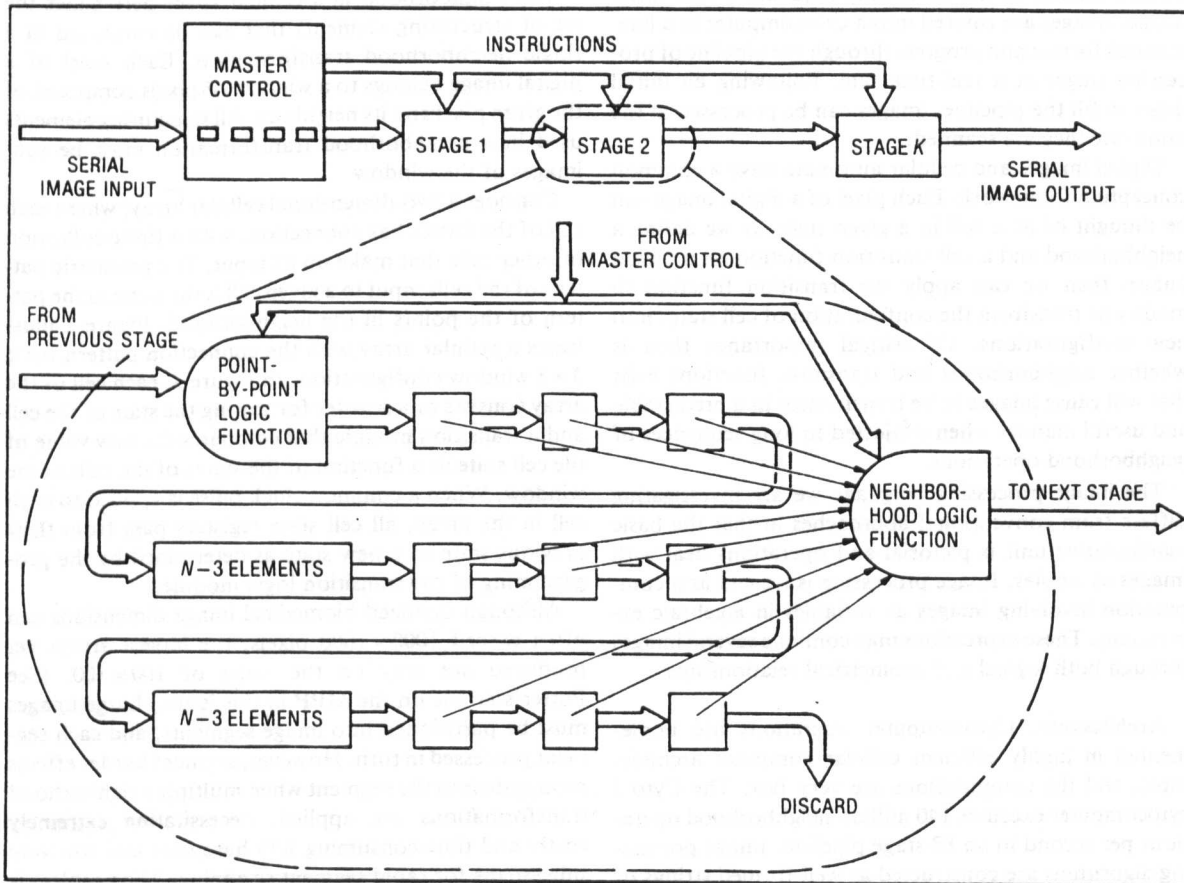 INSTRUCTIONS
MASTER
CONTROL
STAGE 1
STAGE 2
STAGE K
SERIAL
IMAGE INPUT
SERIAL
IMAGE OUTPUT
FROM
MASTER CONTROL
FROM
PREVIOUS STAGE
POINT-
BY-POINT
LOGIC
FUNCTION
NEIGHBOR-
HOOD LOGIC
FUNCTION
TO NEXT STAGE
N–3 ELEMENTS
N–3 ELEMENTS
DISCARD